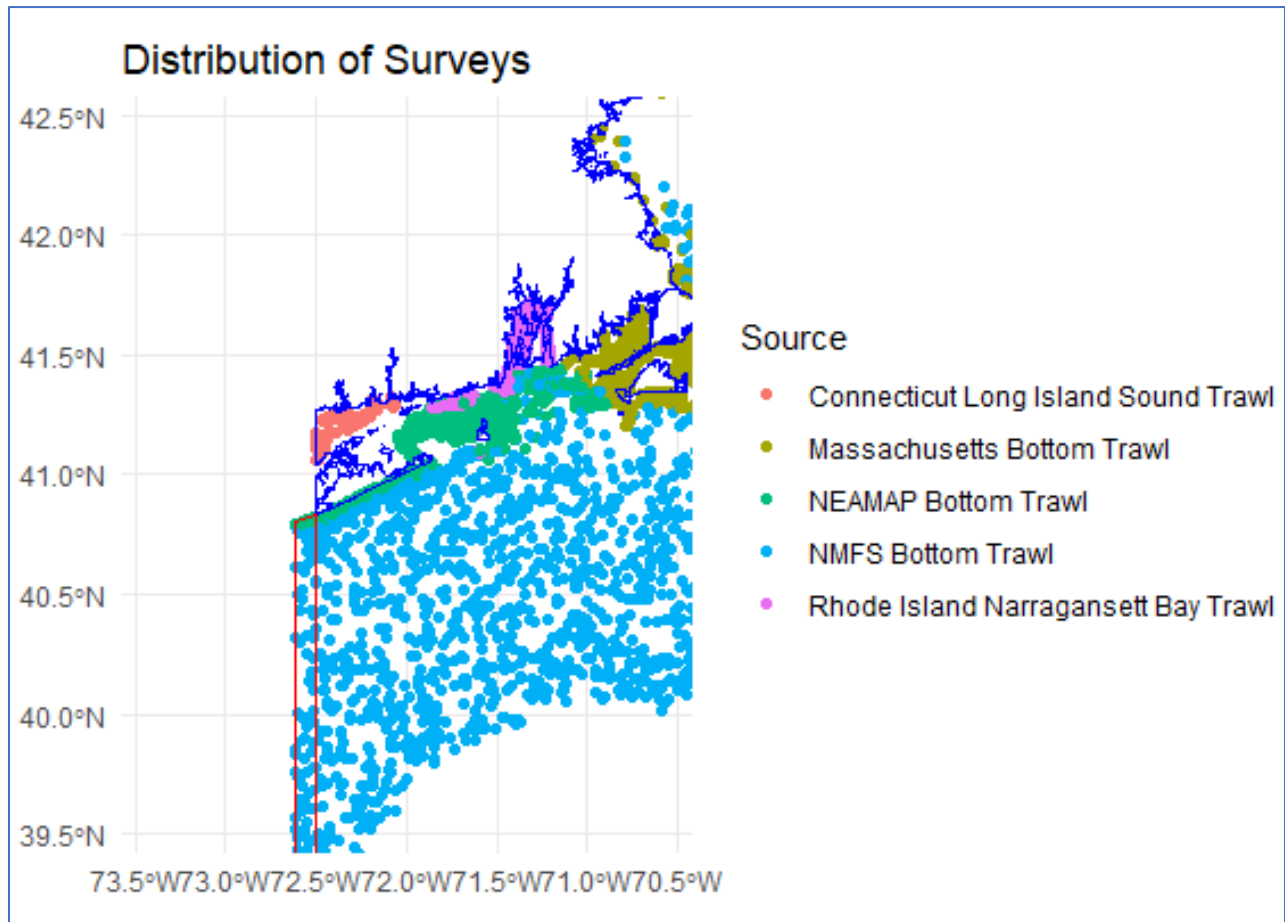 Distribution of Surveys
42.5°N
42.0°N
41.5°N
41.0°N
40.5°N
40.0°N
39.5°N
73.5°W73.0°W72.5°W72.0°W71.5°W71.0°W70.5°W
Source
Connecticut Long Island Sound Trawl
Massachusetts Bottom Trawl
NEAMAP Bottom Trawl
NMFS Bottom Trawl
Rhode Island Narragansett Bay Trawl